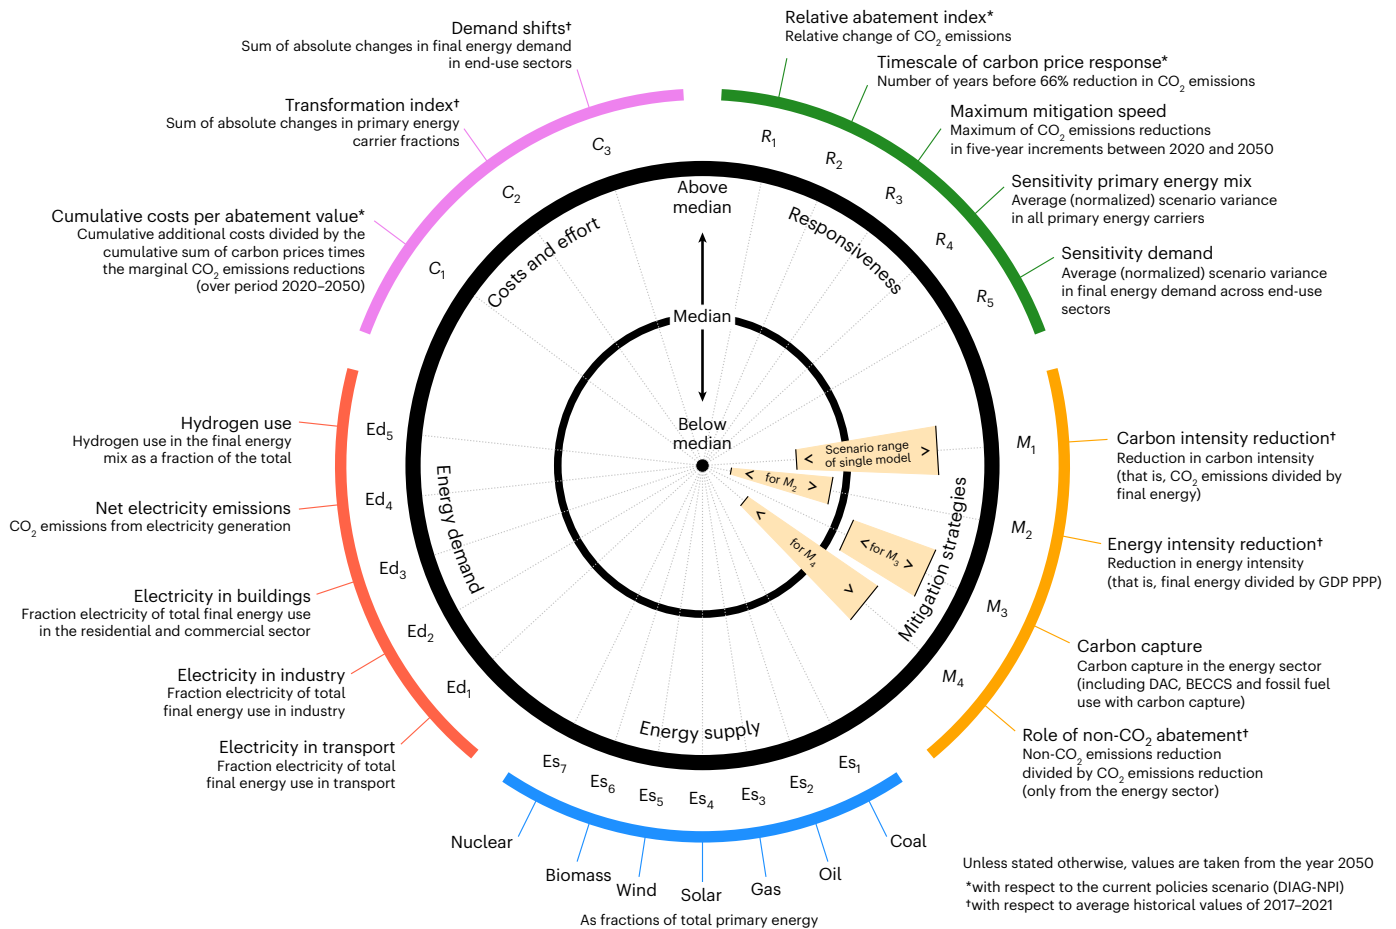 Demand shifts†
Sum of absolute changes in final energy demand
in end-use sectors
Transformation index†
Sum of absolute changes in primary energy
carrier fractions
Cumulative costs per abatement value*
Cumulative additional costs divided by the
cumulative sum of carbon prices times
the marginal CO2 emissions reductions
(over period 2020–2050)
Relative abatement index*
Relative change of CO2 emissions
Timescale of carbon price response*
Number of years before 66% reduction in CO2 emissions
Maximum mitigation speed
Maximum of CO2 emissions reductions
in five-year increments between 2020 and 2050
Sensitivity primary energy mix
Average (normalized) scenario variance
in all primary energy carriers
Sensitivity demand
Average (normalized) scenario variance
in final energy demand across end-use
sectors
C3
C2
C1
R1
R2
R3
R4
R5
Costs and effort
Responsiveness
Above
median
Median
Below
median
Hydrogen use
Hydrogen use in the final energy
mix as a fraction of the total
Net electricity emissions
CO2 emissions from electricity generation
Electricity in buildings
Fraction electricity of total final energy use
in the residential and commercial sector
Electricity in industry
Fraction electricity of total
final energy use in industry
Electricity in transport
Fraction electricity of total
final energy use in transport
Ed5
Ed4
Ed3
Ed2
Ed1
Energy demand
Scenario range
of single model
for M2
for M3
for M4
Mitigation strategies
M1
M2
M3
M4
Carbon intensity reduction†
Reduction in carbon intensity
(that is, CO2 emissions divided by
final energy)
Energy intensity reduction†
Reduction in energy intensity
(that is, final energy divided by GDP PPP)
Carbon capture
Carbon capture in the energy sector
(including DAC, BECCS and fossil fuel
use with carbon capture)
Role of non-CO2 abatement†
Non-CO2 emissions reduction
divided by CO2 emissions reduction
(only from the energy sector)
Energy supply
Es7
Es6
Es5
Es4
Es3
Es2
Es1
Nuclear
Biomass
Wind
Solar
Gas
Oil
Coal
As fractions of total primary energy
Unless stated otherwise, values are taken from the year 2050
*with respect to the current policies scenario (DIAG-NPI)
†with respect to average historical values of 2017–2021